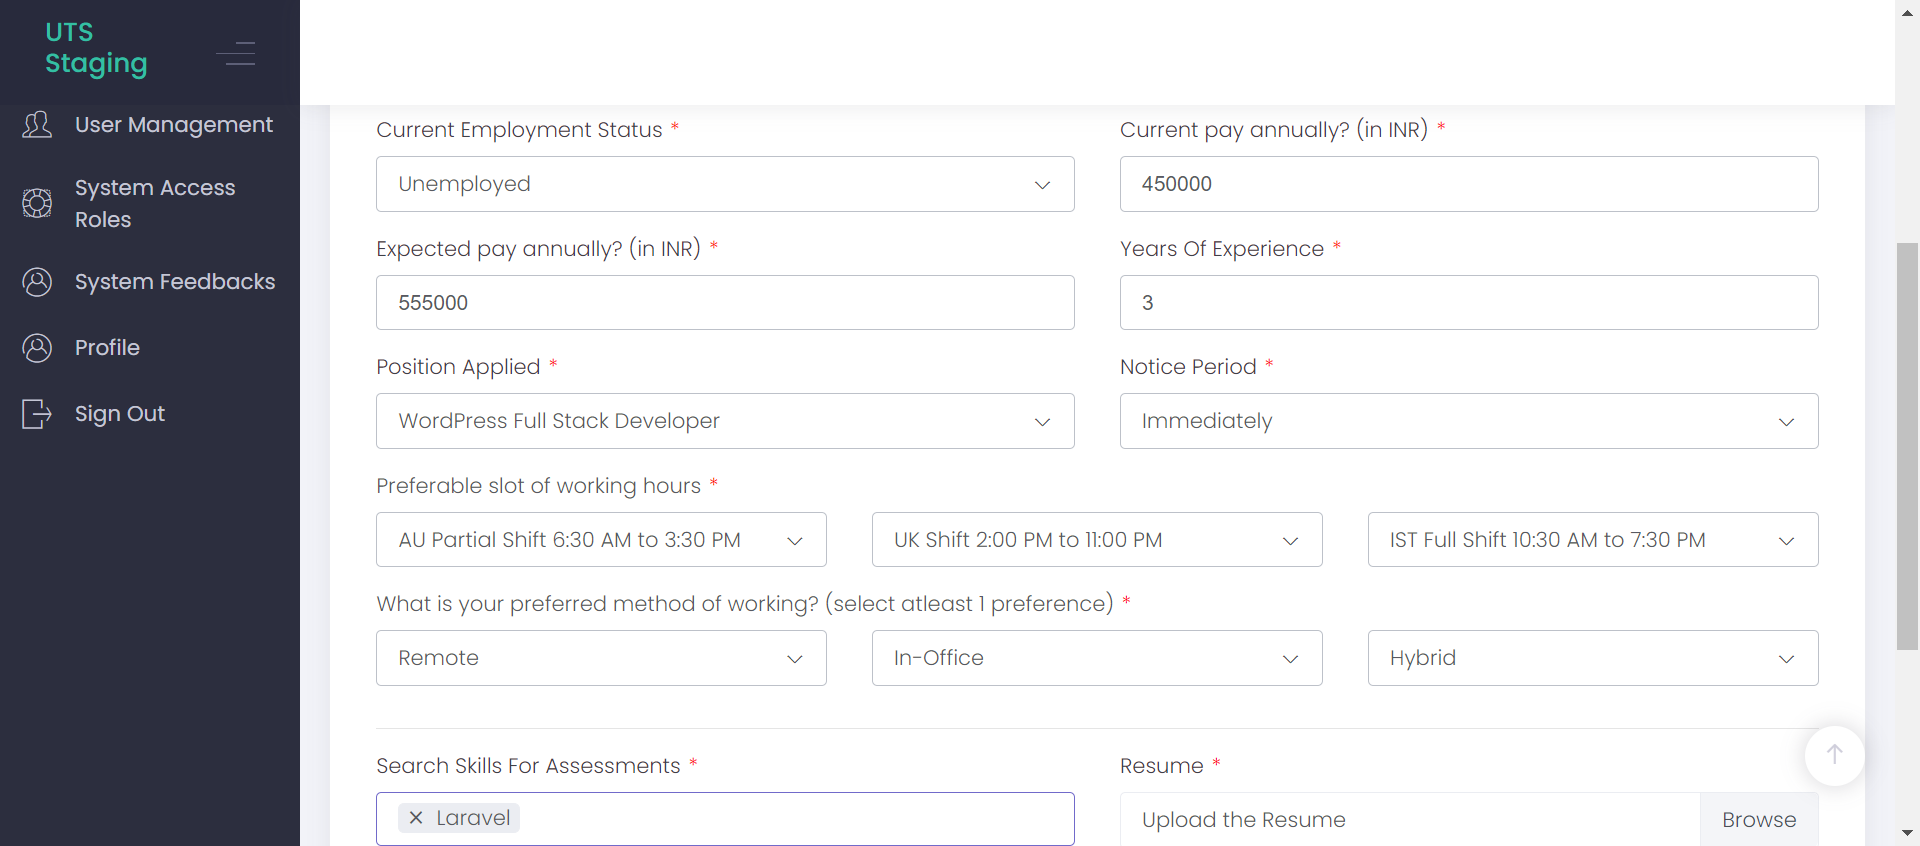 UTS
Staging
User Management
System Access
Roles
System Feedbacks
Profile
Sign Out
Current Employment Status *
Current pay annually? (in INR) *
Unemployed
450000
Expected pay annually? (in INR) *
Years Of Experience *
555000
3
Position Applied *
Notice Period *
WordPress Full Stack Developer
Immediately
Preferable slot of working hours *
AU Partial Shift 6:30 AM to 3:30 PM
UK Shift 2:00 PM to 11:00 PM
IST Full Shift 10:30 AM to 7:30 PM
What is your preferred method of working? (select atleast 1 preference) *
Remote
In-Office
Hybrid
Search Skills For Assessments *
Resume *
× Laravel
Upload the Resume
Browse